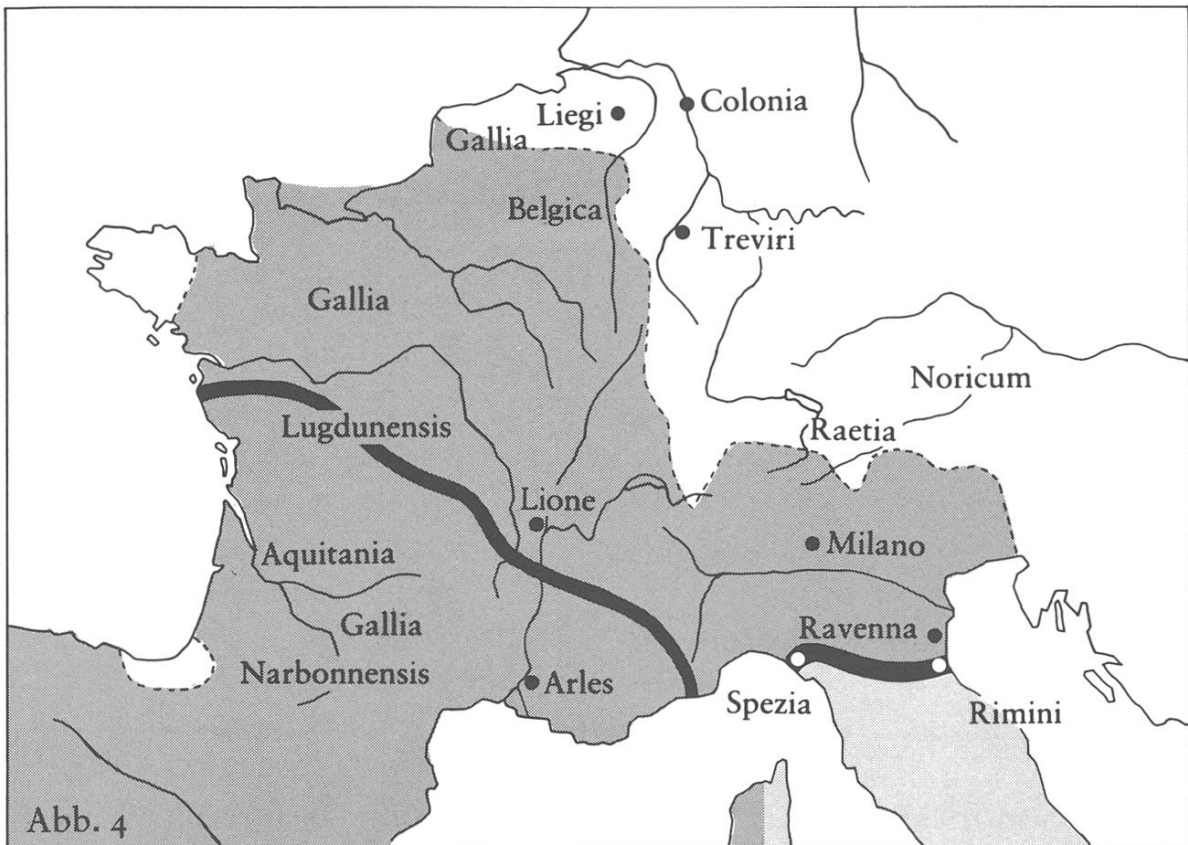 Liegi
Colonia
Gallia
Belgica
Treviri
Gallia
Noricum
Lugdunensis
Raetia
Lione
Milano
Aquitania
Gallia
Narbonnensis
Ravenna
Arles
Spezia
Rimini
Abb. 4